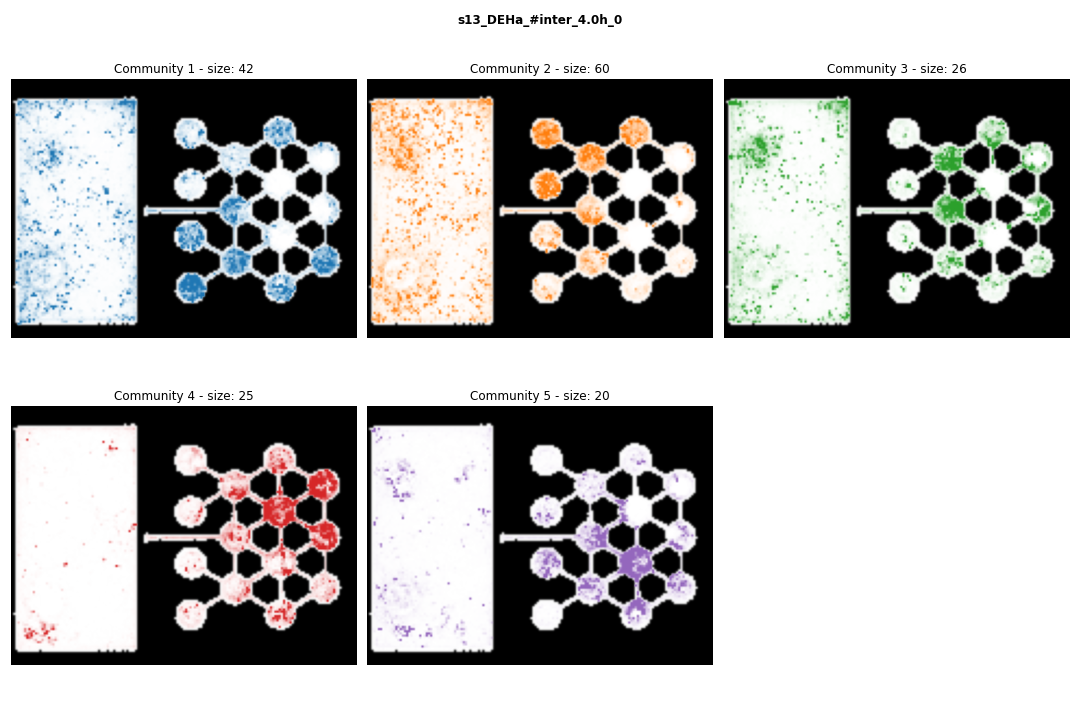 s13_DEHa_#inter_4.0h_0
Community 1 - size: 42
Community 2 - size: 60
Community 3 - size: 26
Community 4 - size: 25
Community 5 - size: 20